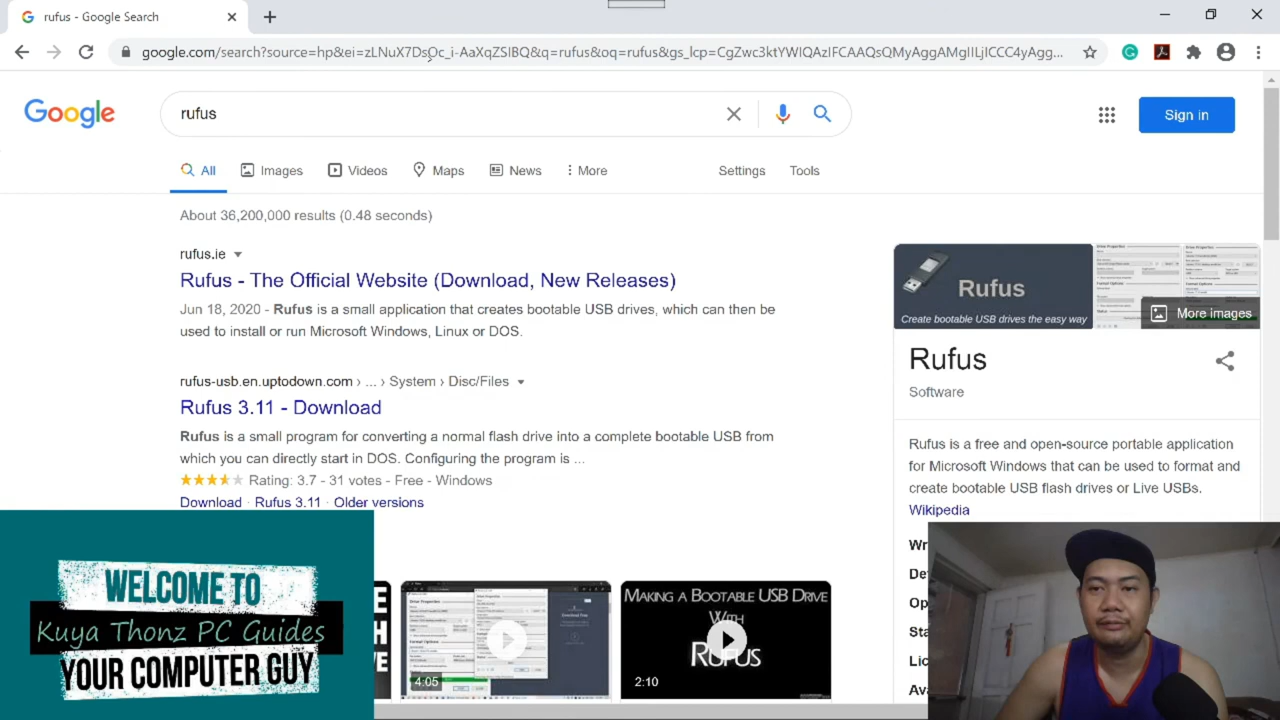 rufus - Google Search
google.com/search?source=hp&ei=zLNuX7DsOc_i-AaXqZSIBQ&q=rufus&oq=rufus&gs_lcp=CgZwc3ktYWIQAzIFCAAQsQMyAggAMgIILjICCC4yAgg...
Google
rufus
Sign in
All Images Videos Maps News More Settings Tools
About 36,200,000 results (0.48 seconds)
rufus.ie
Rufus - The Official Website (Download, New Releases)
Jun 18, 2020 - Rufus is a small application that creates bootable USB drives, which can then be
used to install or run Microsoft Windows, Linux or DOS.
rufus-usb.en.uptodown.com › ... › System › Disc/Files
Rufus 3.11 - Download
Rufus is a small program for converting a normal flash drive into a complete bootable USB from
which you can directly start in DOS. Configuring the program is ...
Rating: 3.7 - 31 votes - Free - Windows
Download · Rufus 3.11 · Older versions
Rufus
Create bootable USB drives the easy way
More images
Rufus
Software
Rufus is a free and open-source portable application
for Microsoft Windows that can be used to format and
create bootable USB flash drives or Live USBs.
Wikipedia
WELCOME TO
Kuya Thonz PC Guides
YOUR COMPUTER GUY
4:05
MAKING A BOOTABLE USB DRIVE
WITH
RUFUS
2:10